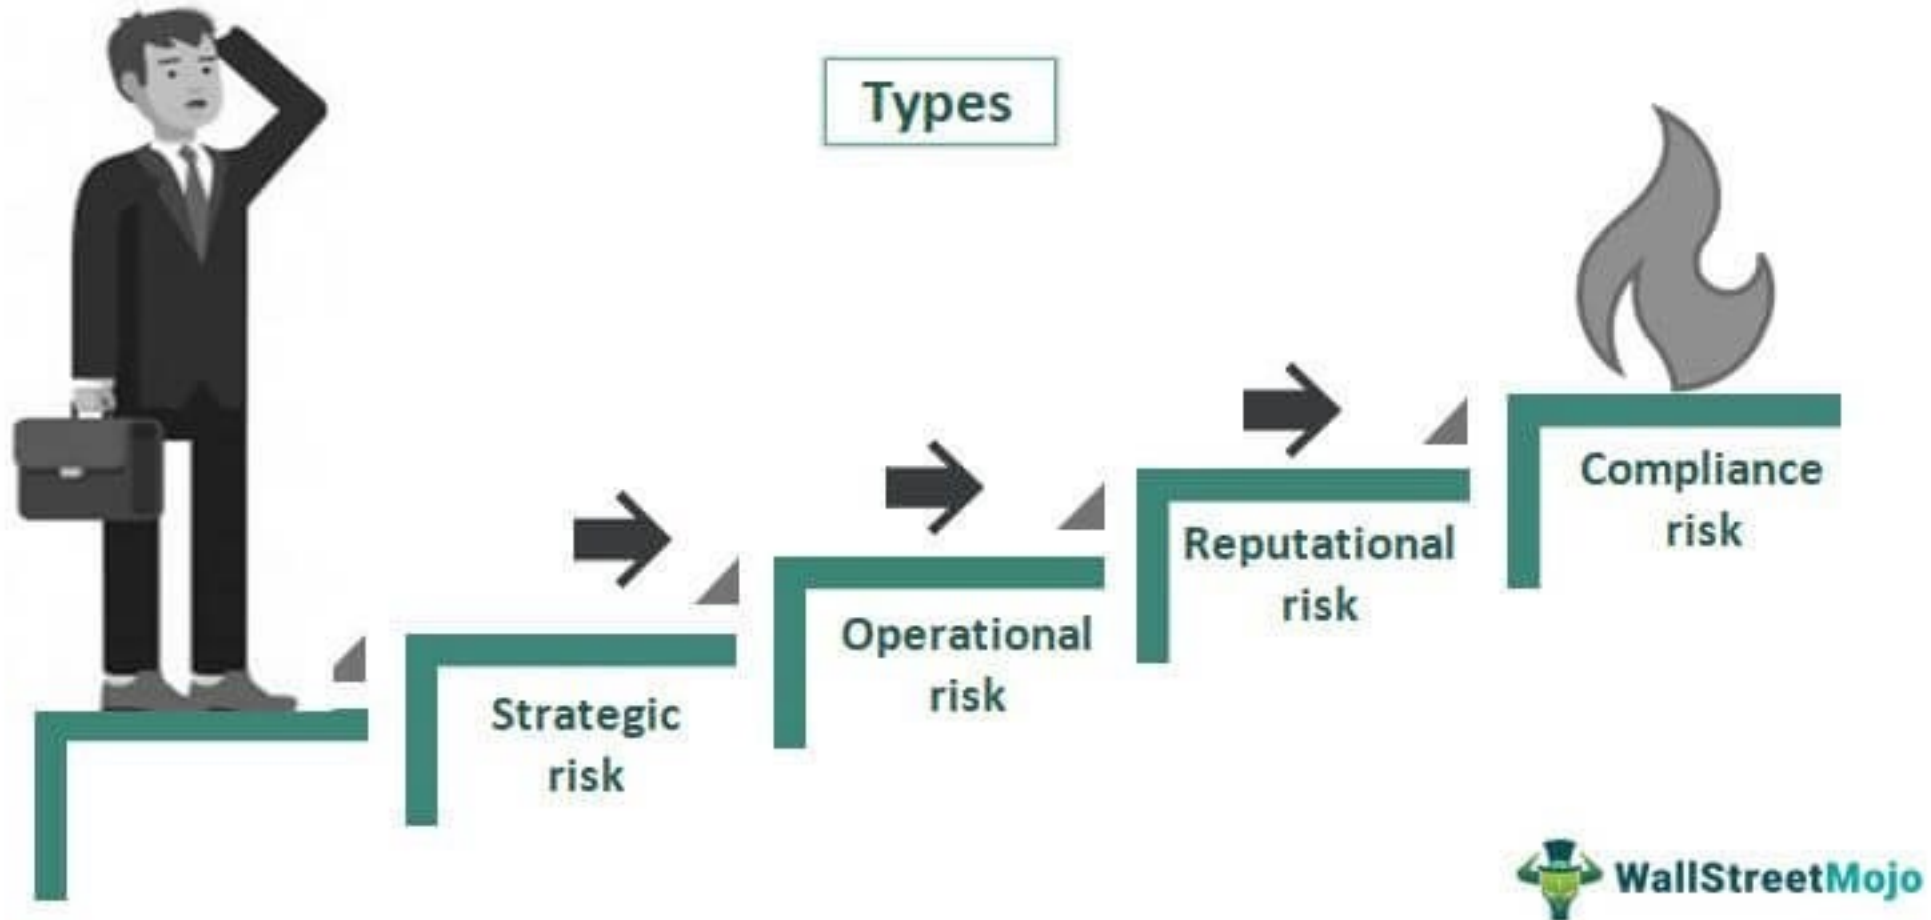 Types
Strategic
risk
Operational
risk
Reputational
risk
Compliance
risk
WallStreetMojo